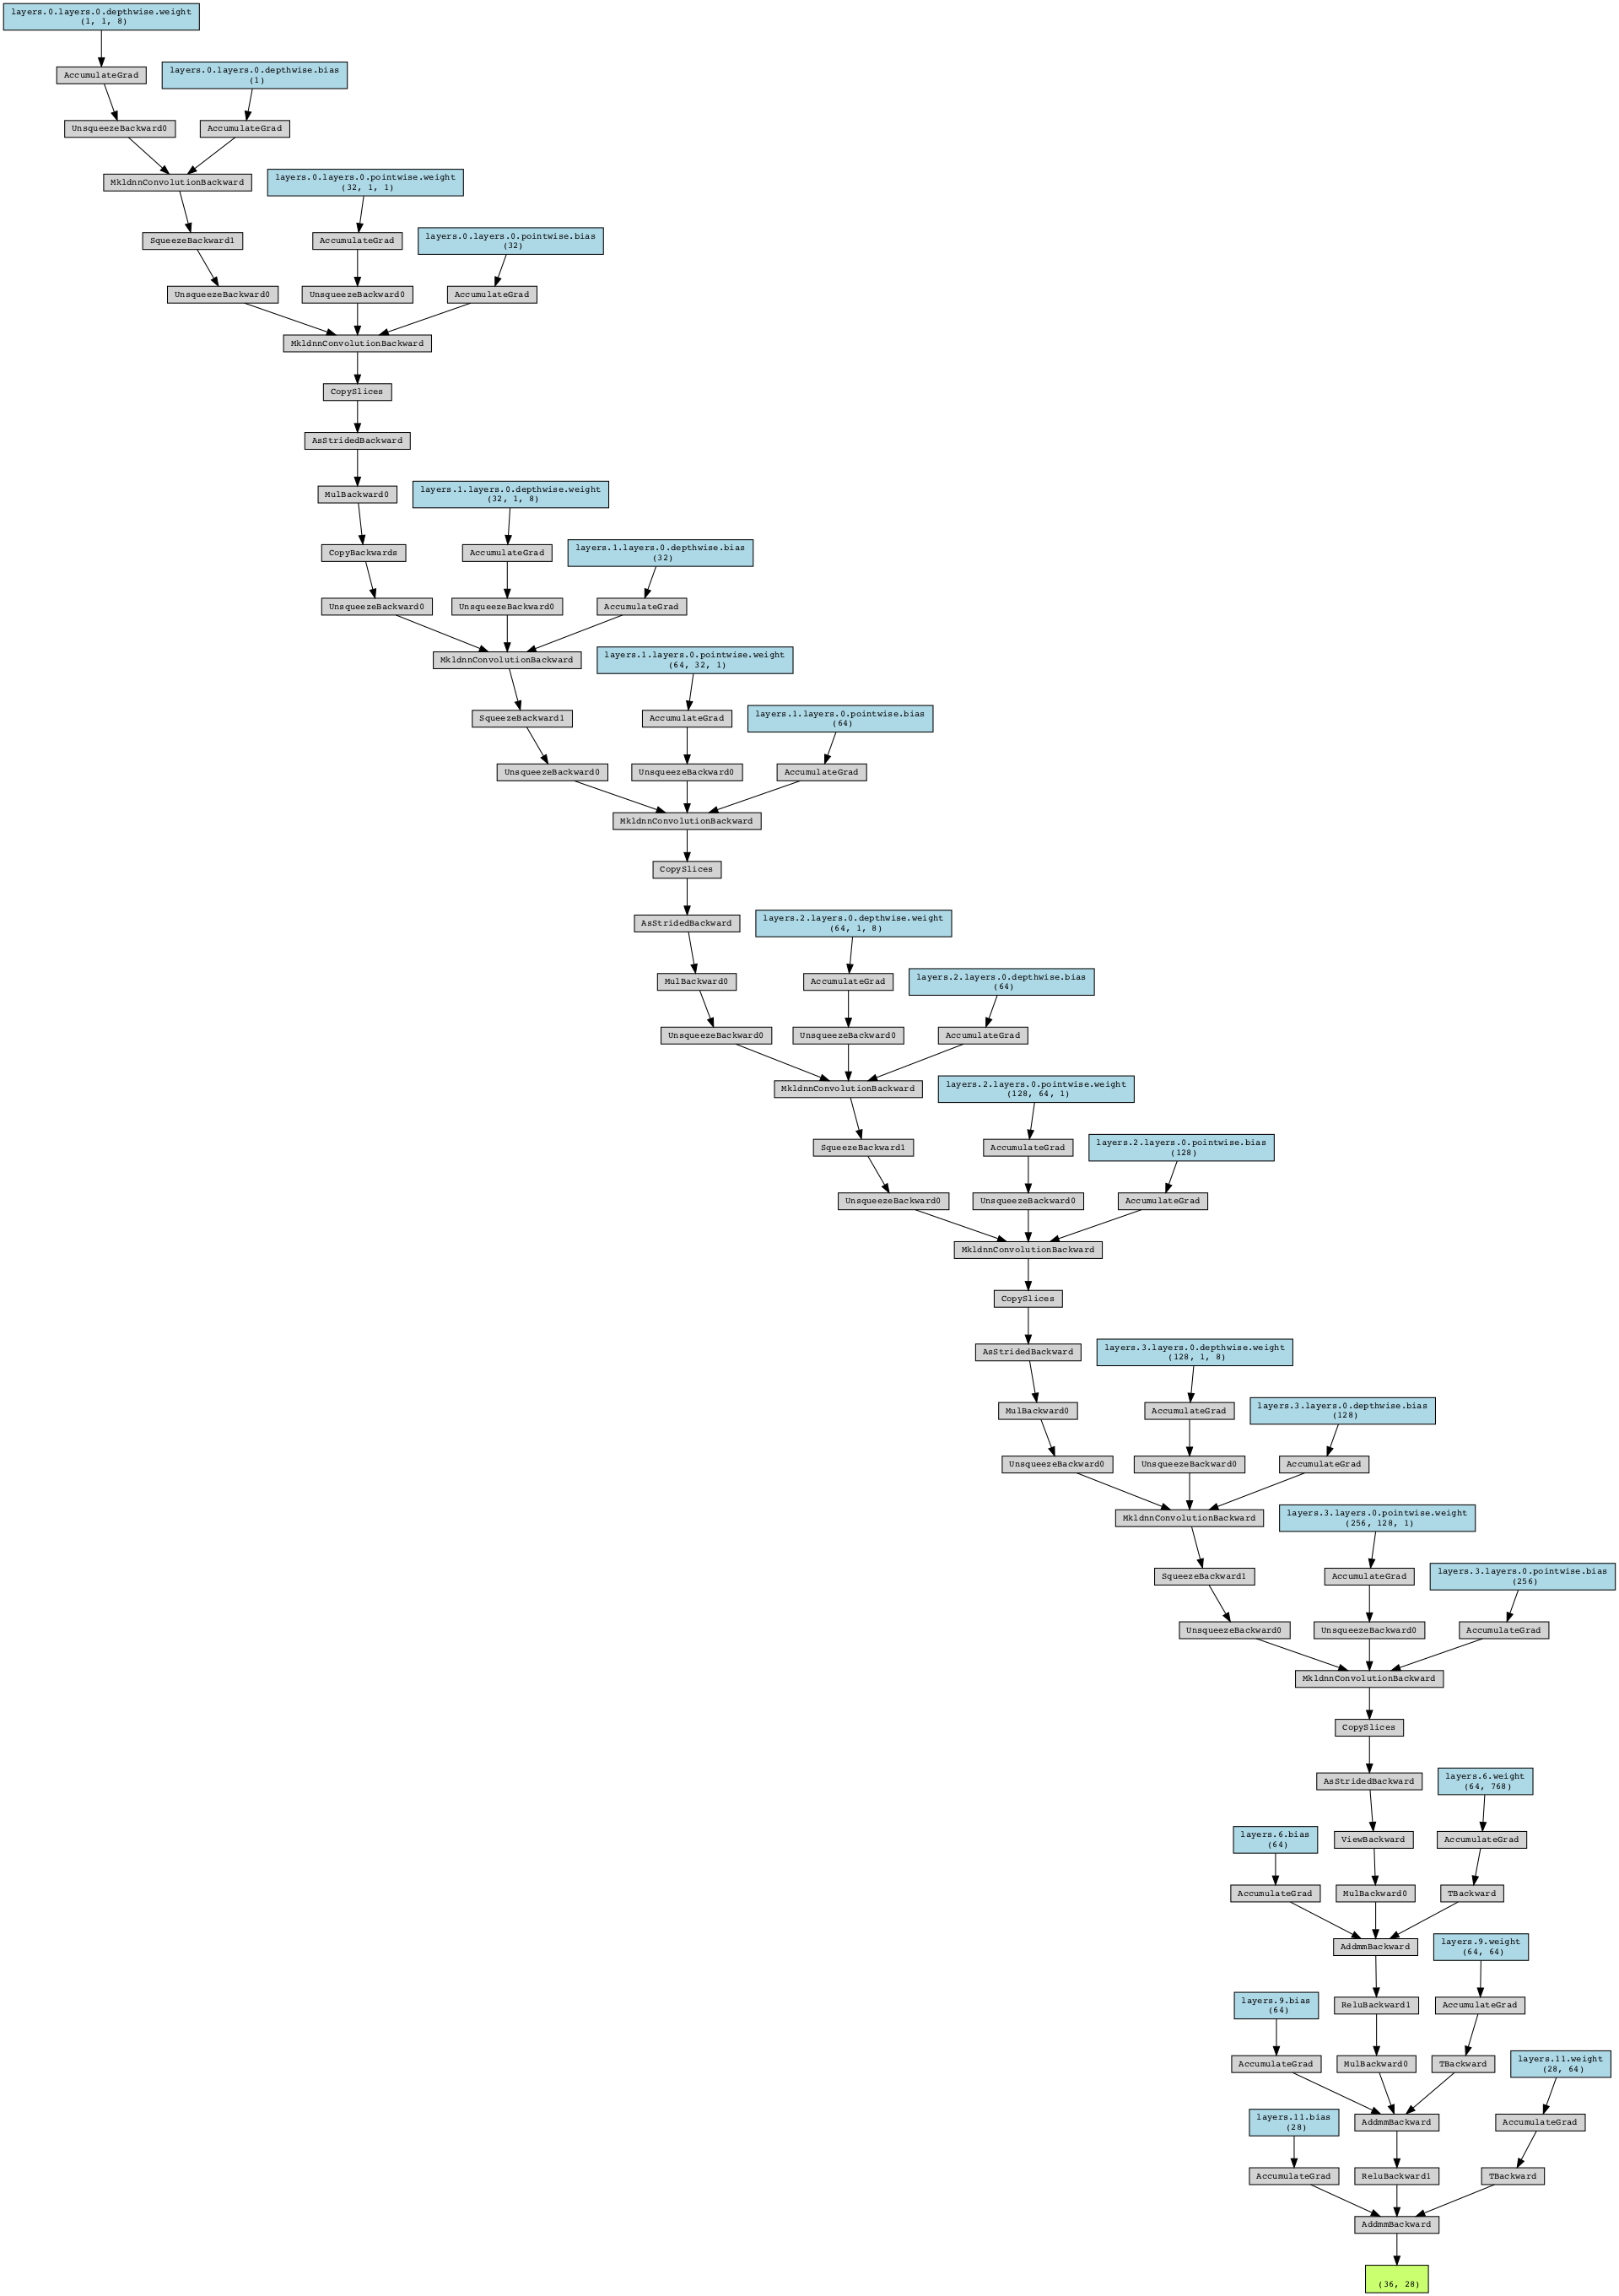 layers.0.layers.0.depthwise.weight
(1, 1, 8)
AccumulateGrad
layers.0.layers.0.depthwise.bias
(1)
UnsqueezeBackward0
AccumulateGrad
MkldnnConvolutionBackward
layers.0.layers.0.pointwise.weight
(32, 1, 1)
SqueezeBackward1
AccumulateGrad
layers.0.layers.0.pointwise.bias
(32)
UnsqueezeBackward0
UnsqueezeBackward0
AccumulateGrad
MkldnnConvolutionBackward
CopySlices
AsStridedBackward
MulBackward0
layers.1.layers.0.depthwise.weight
(32, 1, 8)
CopyBackwards
AccumulateGrad
layers.1.layers.0.depthwise.bias
(32)
UnsqueezeBackward0
UnsqueezeBackward0
AccumulateGrad
MkldnnConvolutionBackward
layers.1.layers.0.pointwise.weight
(64, 32, 1)
SqueezeBackward1
AccumulateGrad
layers.1.layers.0.pointwise.bias
(64)
UnsqueezeBackward0
UnsqueezeBackward0
AccumulateGrad
MkldnnConvolutionBackward
CopySlices
AsStridedBackward
layers.2.layers.0.depthwise.weight
(64, 1, 8)
MulBackward0
AccumulateGrad
layers.2.layers.0.depthwise.bias
(64)
UnsqueezeBackward0
UnsqueezeBackward0
AccumulateGrad
MkldnnConvolutionBackward
layers.2.layers.0.pointwise.weight
(128, 64, 1)
SqueezeBackward1
AccumulateGrad
layers.2.layers.0.pointwise.bias
(128)
UnsqueezeBackward0
UnsqueezeBackward0
AccumulateGrad
MkldnnConvolutionBackward
CopySlices
AsStridedBackward
layers.3.layers.0.depthwise.weight
(128, 1, 8)
MulBackward0
AccumulateGrad
layers.3.layers.0.depthwise.bias
(128)
UnsqueezeBackward0
UnsqueezeBackward0
AccumulateGrad
MkldnnConvolutionBackward
layers.3.layers.0.pointwise.weight
(256, 128, 1)
SqueezeBackward1
AccumulateGrad
layers.3.layers.0.pointwise.bias
(256)
UnsqueezeBackward0
UnsqueezeBackward0
AccumulateGrad
MkldnnConvolutionBackward
CopySlices
AsStridedBackward
layers.6.weight
(64, 768)
layers.6.bias
(64)
ViewBackward
AccumulateGrad
AccumulateGrad
MulBackward0
TBackward
AddmmBackward
layers.9.weight
(64, 64)
layers.9.bias
(64)
ReluBackward1
AccumulateGrad
AccumulateGrad
MulBackward0
TBackward
layers.11.weight
(28, 64)
layers.11.bias
(28)
AddmmBackward
AccumulateGrad
AccumulateGrad
ReluBackward1
TBackward
AddmmBackward
(36, 28)